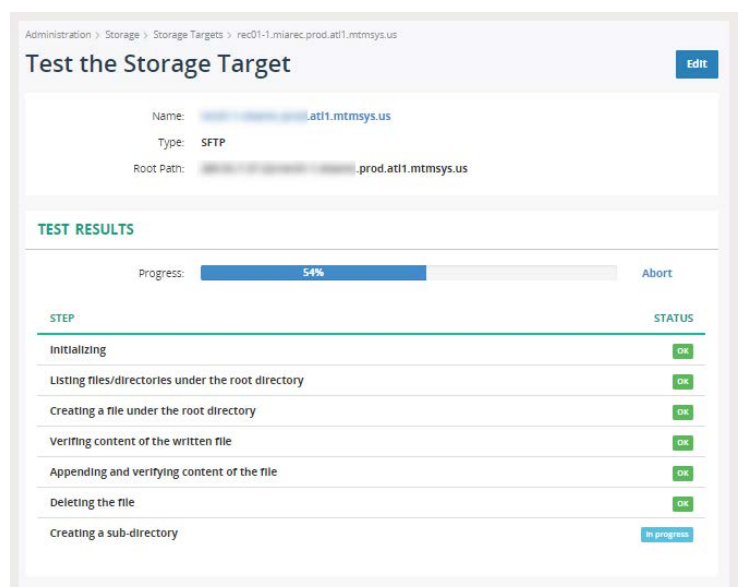 Administration > Storage > Storage Targets > rec01-1.miarec.prod.atl1.mtmsys.us
Test the Storage Target
Edit
Name: .atl1.mtmsys.us
Type: SFTP
Root Path: .prod.atl1.mtmsys.us
TEST RESULTS
Progress: 54% Abort
STEP STATUS
Initializing OK
Listing files/directories under the root directory OK
Creating a file under the root directory OK
Verifing content of the written file OK
Appending and verifying content of the file OK
Deleting the file OK
Creating a sub-directory In progress